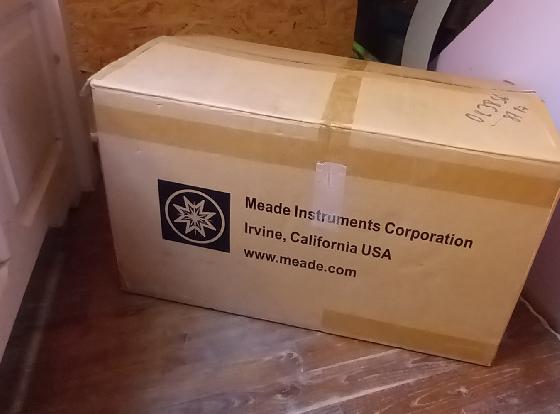 Meade Instruments Corporation
Irvine, California USA
www.meade.com